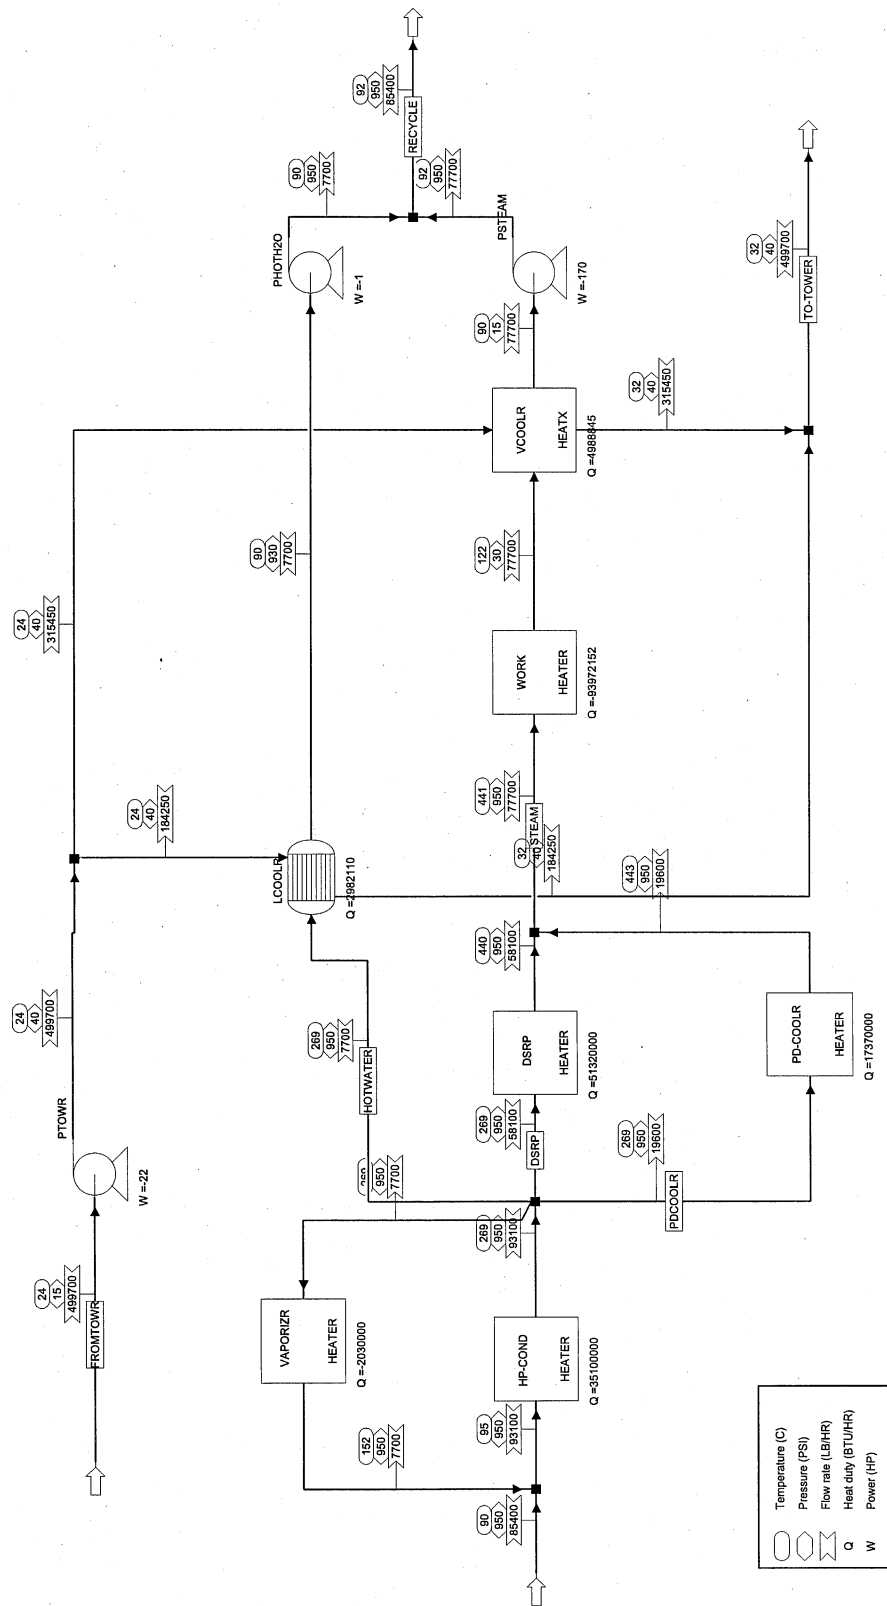 24
15
499700
FROMTOWR
PTOWR
W =-22
24
40
499700
24
40
315450
24
40
184250
LCOOLR
Q =2982110
269
950
7700
HOTWATER
950
7700
90
930
7700
PHOTH2O
W =-1
90
950
7700
92
950
85400
RECYCLE
92
950
77700
PSTEAM
W =-170
90
15
77700
VCOOLR
HEATX
Q =4988845
122
30
77700
WORK
HEATER
Q =-93972152
441
950
77700
STEAM
32
40
184250
440
950
58100
DSRP
HEATER
Q =51320000
269
950
58100
DSRP
269
950
93100
VAPORIZR
HEATER
Q =-2030000
152
950
7700
HP-COND
HEATER
Q =35100000
95
950
93100
90
950
85400
269
950
19600
PDCOOLR
PD-COOLR
HEATER
Q =17370000
443
950
19600
32
40
315450
32
40
499700
TO-TOWER
Temperature (C)
Pressure (PSI)
Flow rate (LB/HR)
Q Heat duty (BTU/HR)
W Power (HP)